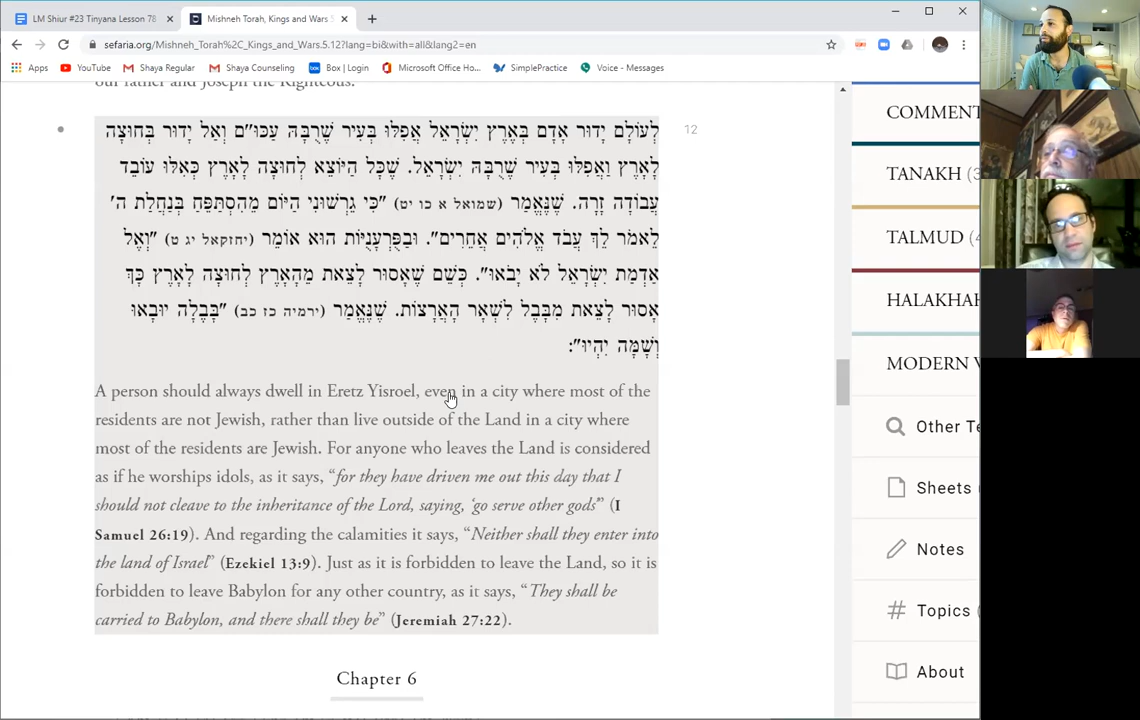 LM Shiur #23 Tinyana Lesson 78
Mishneh Torah, Kings and Wars 5
sefaria.org/Mishneh_Torah%2C_Kings_and_Wars.5.12?lang=bi&with=all&lang2=en
Apps YouTube Shaya Regular Shaya Counseling Box | Login Microsoft Office Ho... SimplePractice Voice - Messages
our father and Joseph the Righteous.
12
לְעוֹלָם יָדוּר אָדָם בְּאֶרֶץ יִשְׂרָאֵל אֲפִלּוּ בְּעִיר שֶׁרֻבָּהּ עַכּוּ"ם וְאַל יָדוּר בְּחוּצָה
לָאָרֶץ וַאֲפִלּוּ בְּעִיר שֶׁרֻבָּהּ יִשְׂרָאֵל. שֶׁכָּל הַיּוֹצֵא לְחוּצָה לָאָרֶץ כְּאִלּוּ עוֹבֵד
עֲבוֹדָה זָרָה. שֶׁנֶּאֱמַר (שמואל א כו יט) "כִּי גֵרְשׁוּנִי הַיּוֹם מֵהִסְתַּפֵּחַ בְּנַחֲלַת ה'
לֵאמֹר לֵךְ עֲבֹד אֱלֹהִים אֲחֵרִים". וּבְפֻּרְעָנֻיּוֹת הוּא אוֹמֵר (יחזקאל יג ט) "וְאֶל
אַדְמַת יִשְׂרָאֵל לֹא יָבֹאוּ". כְּשֵׁם שֶׁאָסוּר לָצֵאת מֵהָאָרֶץ לְחוּצָה לָאָרֶץ כָּךְ
אָסוּר לָצֵאת מִבָּבֶל לִשְׁאָר הָאֲרָצוֹת. שֶׁנֶּאֱמַר (ירמיה כז כב) "בָּבֶלָה יוּבָאוּ
וְשָׁמָּה יִהְיוּ":
A person should always dwell in Eretz Yisroel, even in a city where most of the
residents are not Jewish, rather than live outside of the Land in a city where
most of the residents are Jewish. For anyone who leaves the Land is considered
as if he worships idols, as it says, “for they have driven me out this day that I
should not cleave to the inheritance of the Lord, saying, ‘go serve other gods’” (I
Samuel 26:19). And regarding the calamities it says, “Neither shall they enter into
the land of Israel” (Ezekiel 13:9). Just as it is forbidden to leave the Land, so it is
forbidden to leave Babylon for any other country, as it says, “They shall be
carried to Babylon, and there shall they be” (Jeremiah 27:22).
Chapter 6
COMMENT
TANAKH (
TALMUD (
HALAKHAH
MODERN
Other Te
Sheets
Notes
Topics (
About